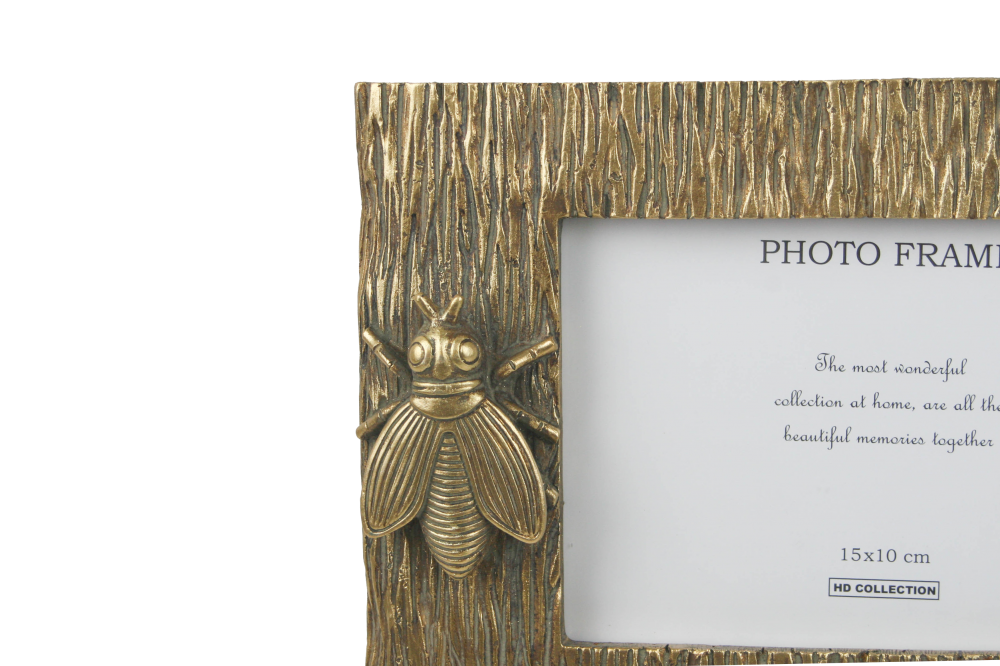 PHOTO FRAM
The most wonderful
collection at home, are all the
beautiful memories together
15x10 cm
HD COLLECTION